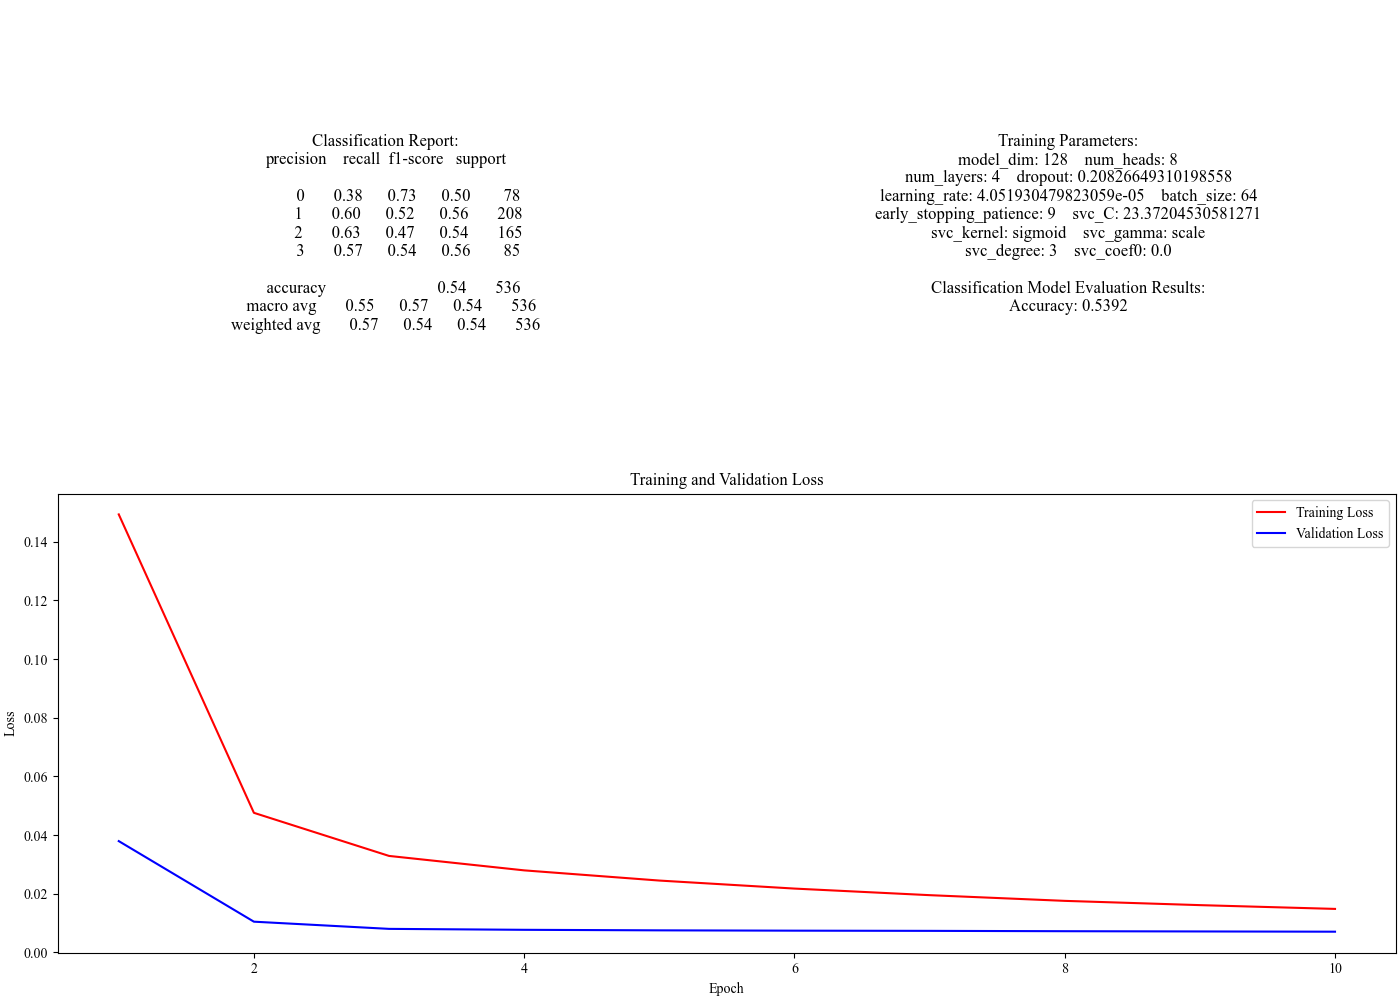 Classification Report:
precision    recall  f1-score   support
0       0.38      0.73      0.50        78
1       0.60      0.52      0.56       208
2       0.63      0.47      0.54       165
3       0.57      0.54      0.56        85
accuracy                           0.54       536
macro avg       0.55      0.57      0.54       536
weighted avg       0.57      0.54      0.54       536
Training Parameters:
model_dim: 128    num_heads: 8
num_layers: 4    dropout: 0.20826649310198558
learning_rate: 4.051930479823059e-05    batch_size: 64
early_stopping_patience: 9    svc_C: 23.37204530581271
svc_kernel: sigmoid    svc_gamma: scale
svc_degree: 3    svc_coef0: 0.0
Classification Model Evaluation Results:
Accuracy: 0.5392
Training and Validation Loss
Training Loss
Validation Loss
0.14
0.12
0.10
0.08
0.06
0.04
0.02
0.00
Loss
2
4
6
8
10
Epoch